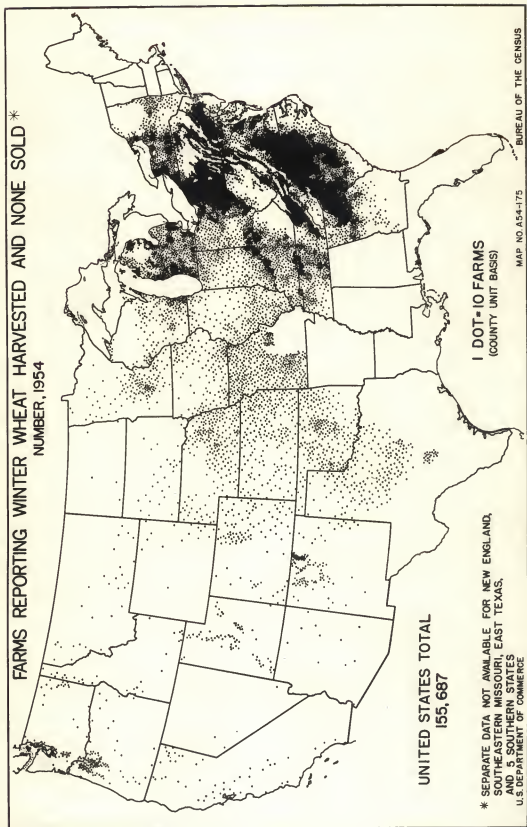 FARMS REPORTING WINTER WHEAT HARVESTED AND NONE SOLD *
NUMBER, 1954
UNITED STATES TOTAL
155,687
1 DOT=10 FARMS
(COUNTY UNIT BASIS)
* SEPARATE DATA NOT AVAILABLE FOR NEW ENGLAND,
SOUTHEASTERN MISSOURI, EAST TEXAS,
AND 5 SOUTHERN STATES
U.S. DEPARTMENT OF COMMERCE
MAP NO. A54-175
BUREAU OF THE CENSUS